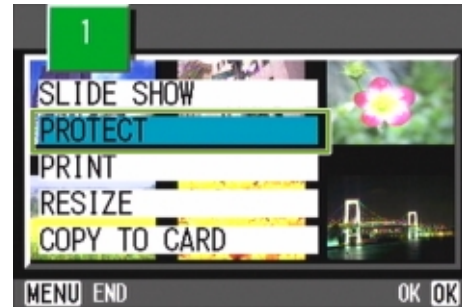 1
SLIDE SHOW
PROTECT
PRINT
RESIZE
COPY TO CARD
MENU END OK OK